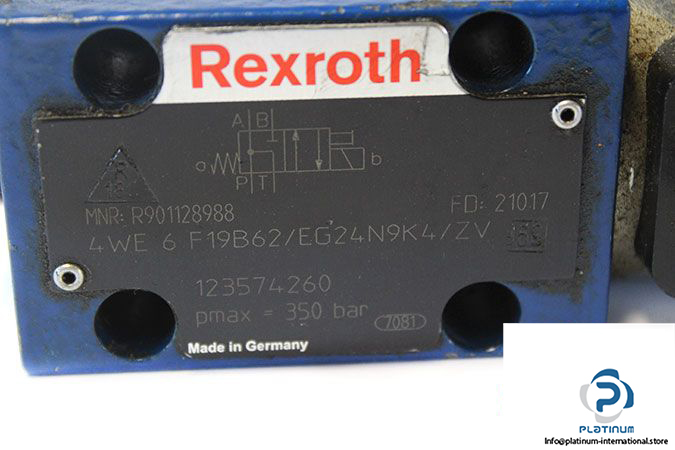 Rexroth
A B
a b
P T
MNR: R901128988
FD: 21017
4WE 6 F19B62/EG24N9K4/ZV
123574260
pmax = 350 bar
7081
Made in Germany
P
PLATINUM
Info@platinum-international.store